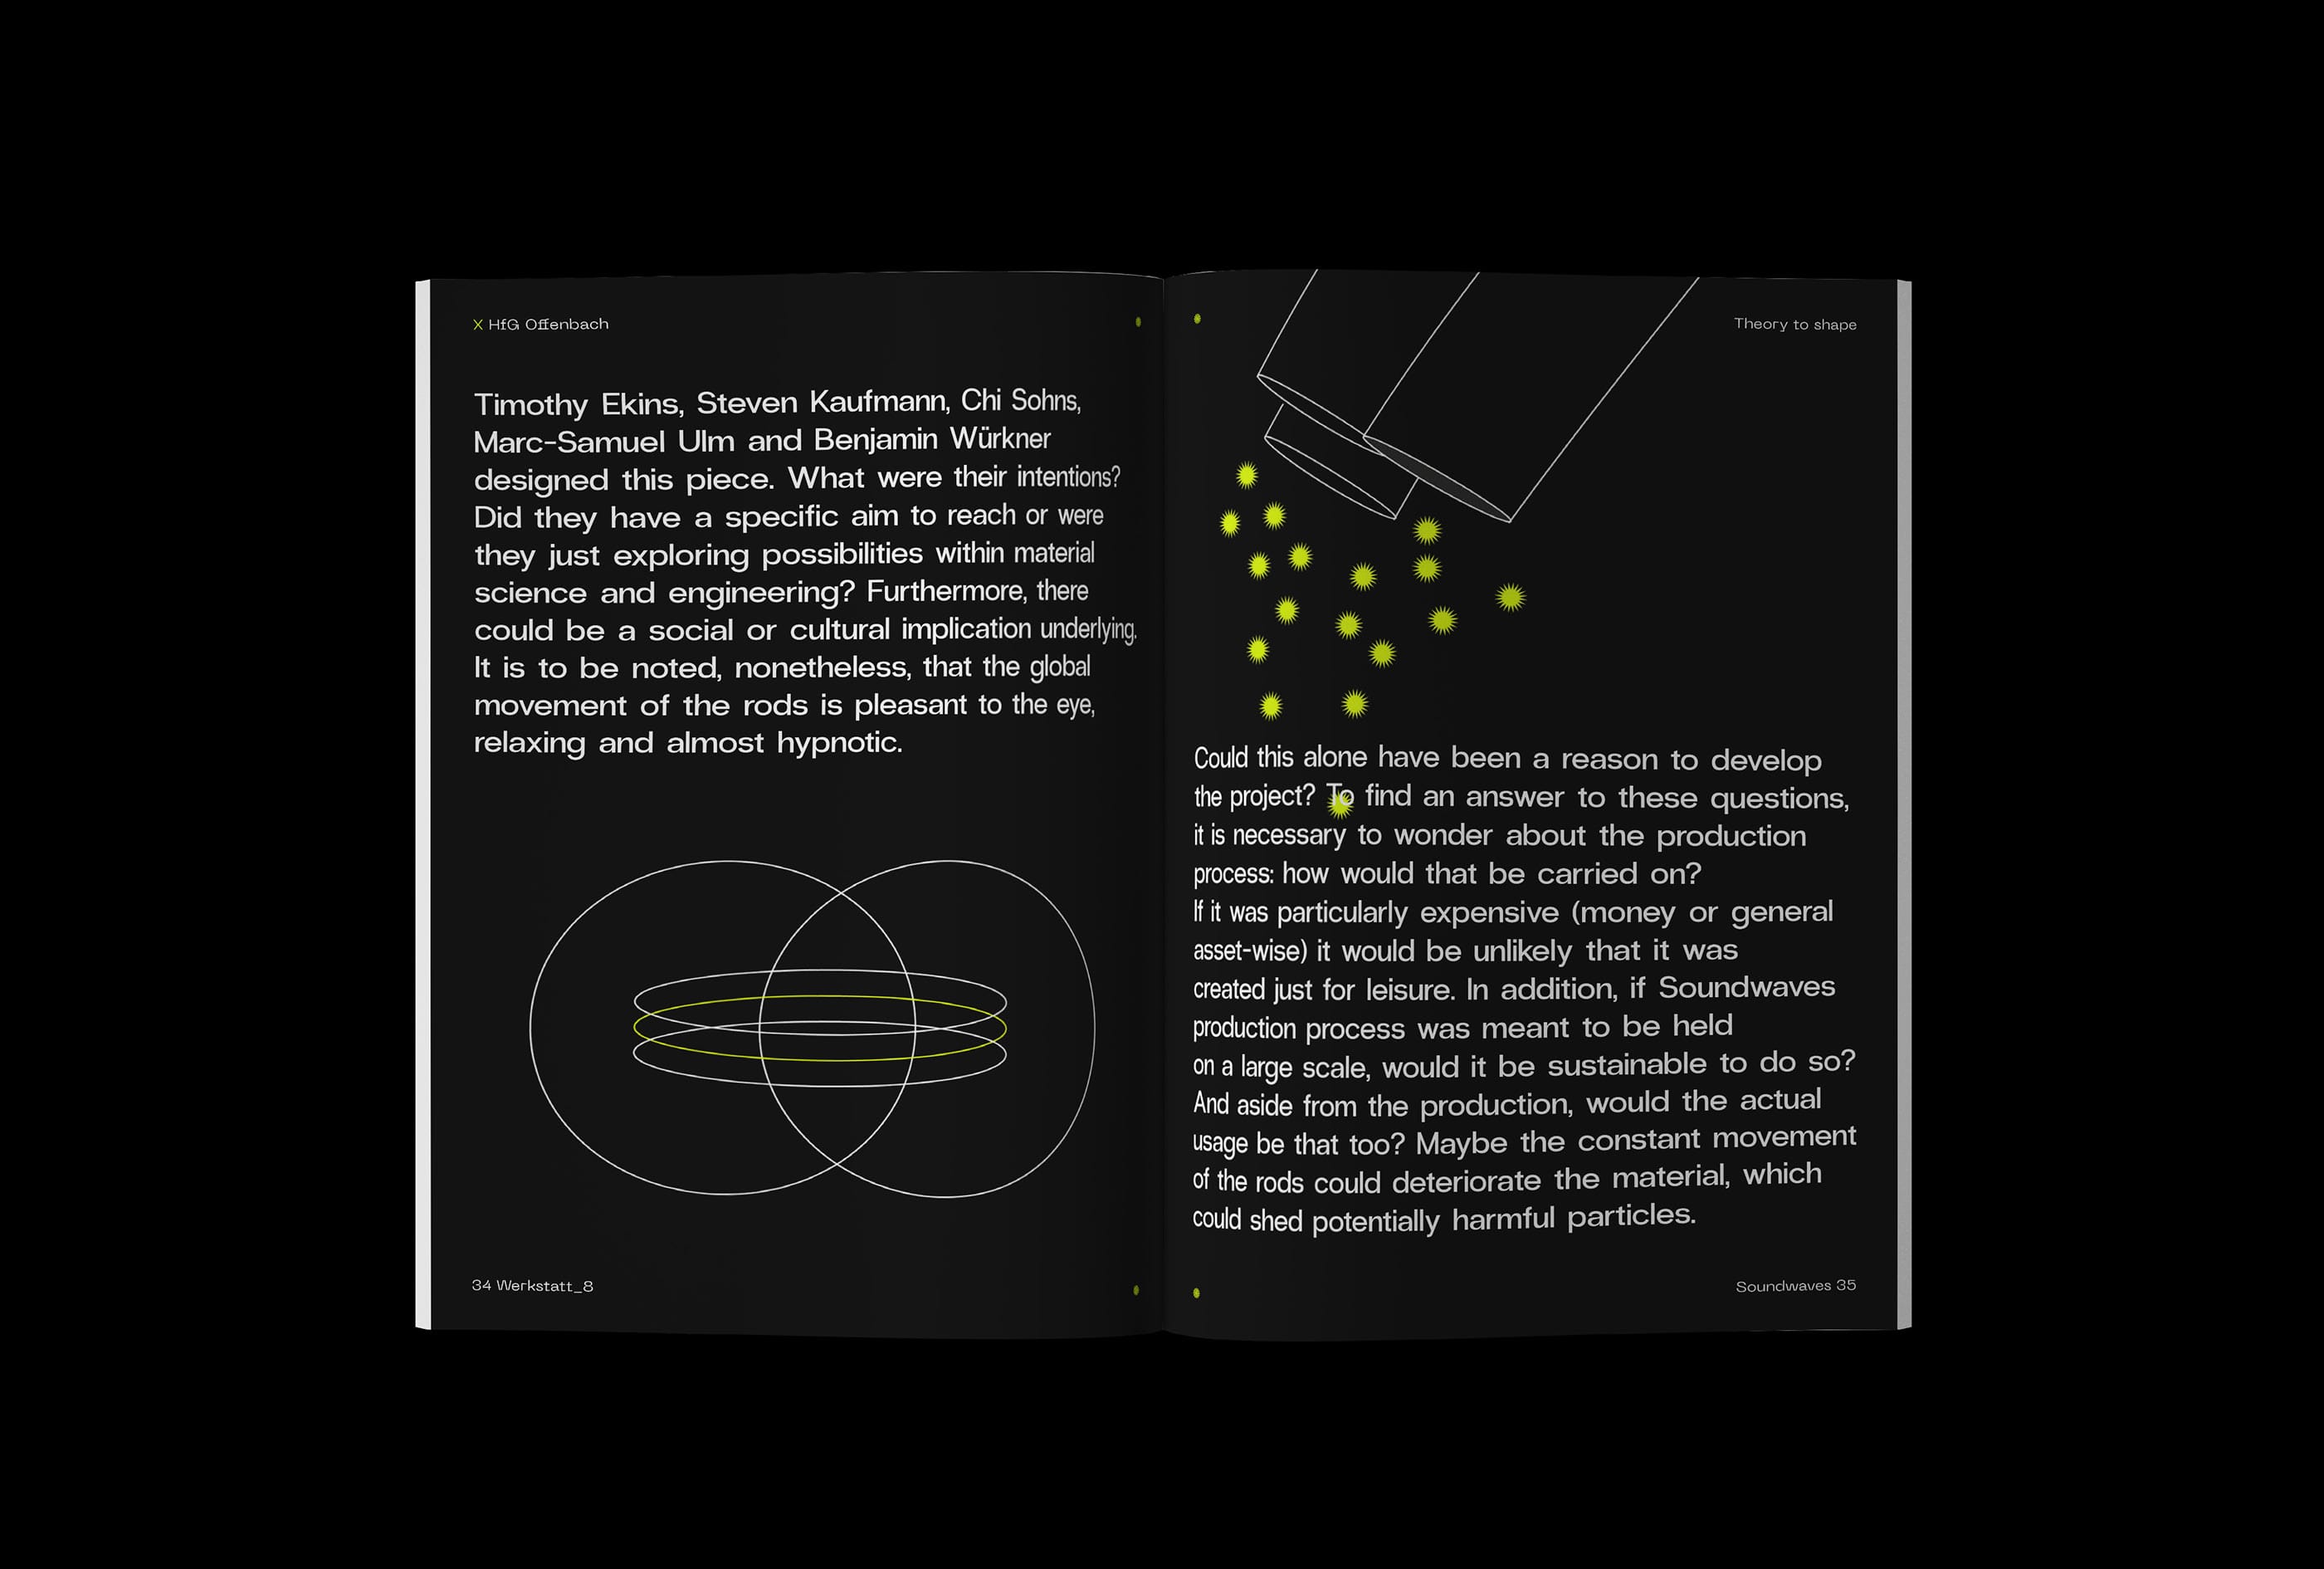 X HfG Offenbach
Timothy Ekins, Steven Kaufmann, Chi Sohns,
Marc-Samuel Ulm and Benjamin Würkner
designed this piece. What were their intentions?
Did they have a specific aim to reach or were
they just exploring possibilities within material
science and engineering? Furthermore, there
could be a social or cultural implication underlying.
It is to be noted, nonetheless, that the global
movement of the rods is pleasant to the eye,
relaxing and almost hypnotic.
34 Werkstatt_8
Theory to shape
Could this alone have been a reason to develop
the project? To find an answer to these questions,
it is necessary to wonder about the production
process: how would that be carried on?
If it was particularly expensive (money or general
asset-wise) it would be unlikely that it was
created just for leisure. In addition, if Soundwaves
production process was meant to be held
on a large scale, would it be sustainable to do so?
And aside from the production, would the actual
usage be that too? Maybe the constant movement
of the rods could deteriorate the material, which
could shed potentially harmful particles.
Soundwaves 35